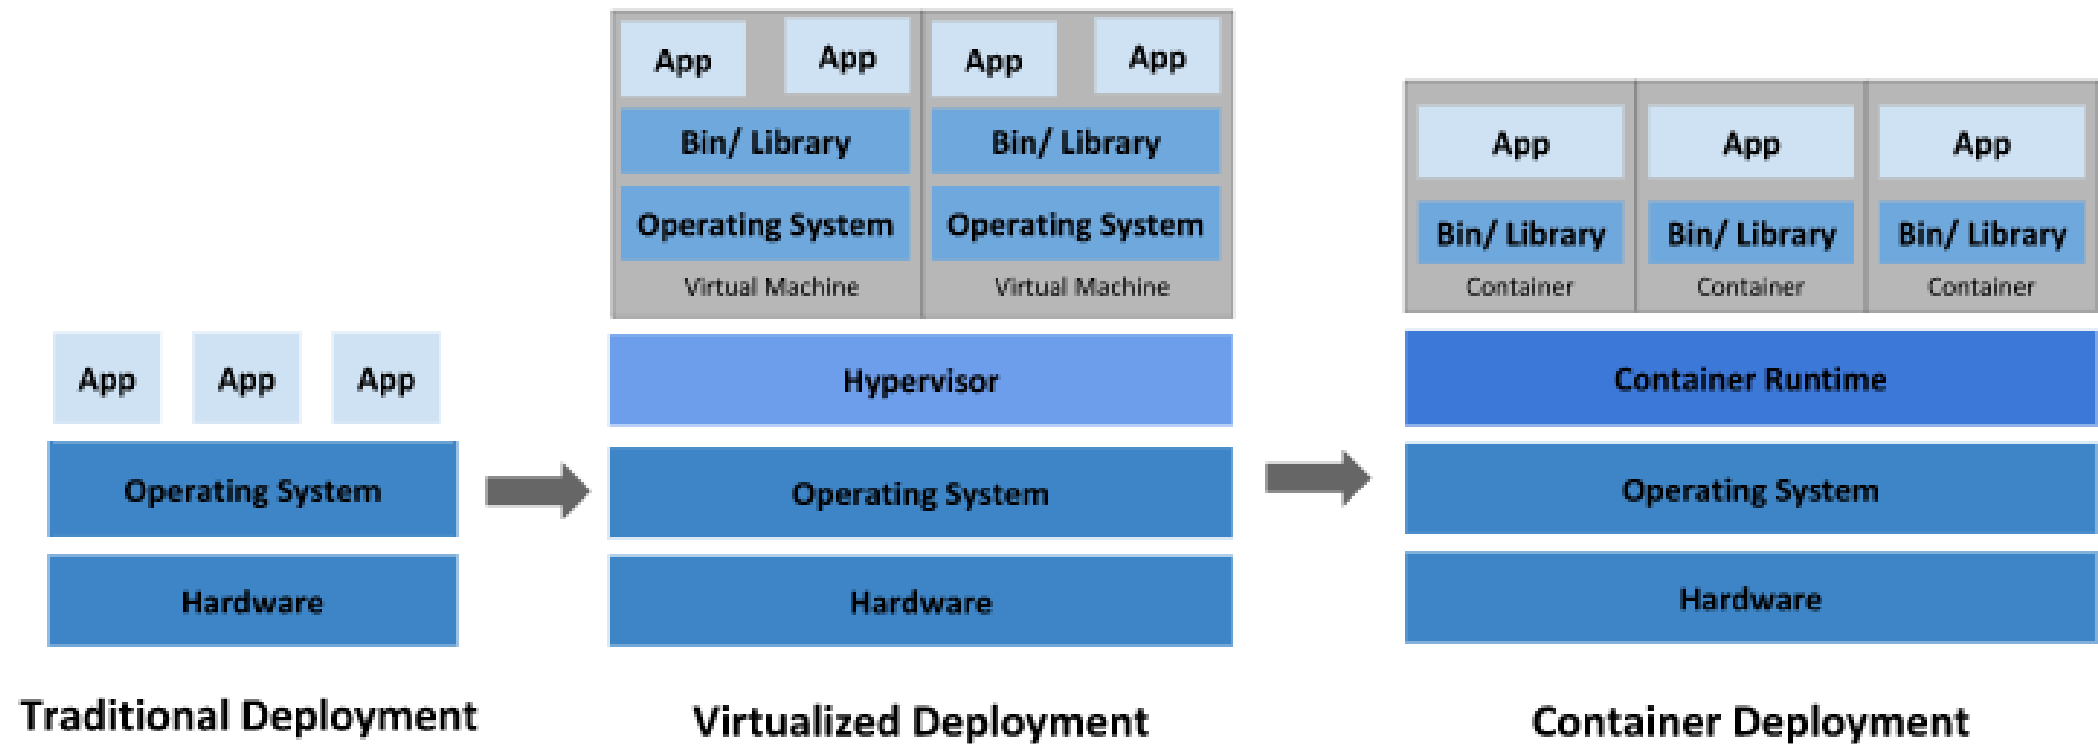 App
App
App
Operating System
Hardware
Traditional Deployment
App
App
App
App
Bin/ Library
Bin/ Library
Operating System
Operating System
Virtual Machine
Virtual Machine
Hypervisor
Operating System
Hardware
Virtualized Deployment
App
App
App
Bin/ Library
Bin/ Library
Bin/ Library
Container
Container
Container
Container Runtime
Operating System
Hardware
Container Deployment